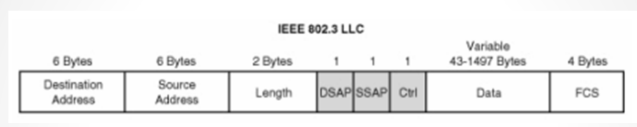 IEEE 802.3 LLC
Variable
6 Bytes 6 Bytes 2 Bytes 1 1 1 43-1497 Bytes 4 Bytes
Destination Address Source Address Length DSAP SSAP Ctrl Data FCS